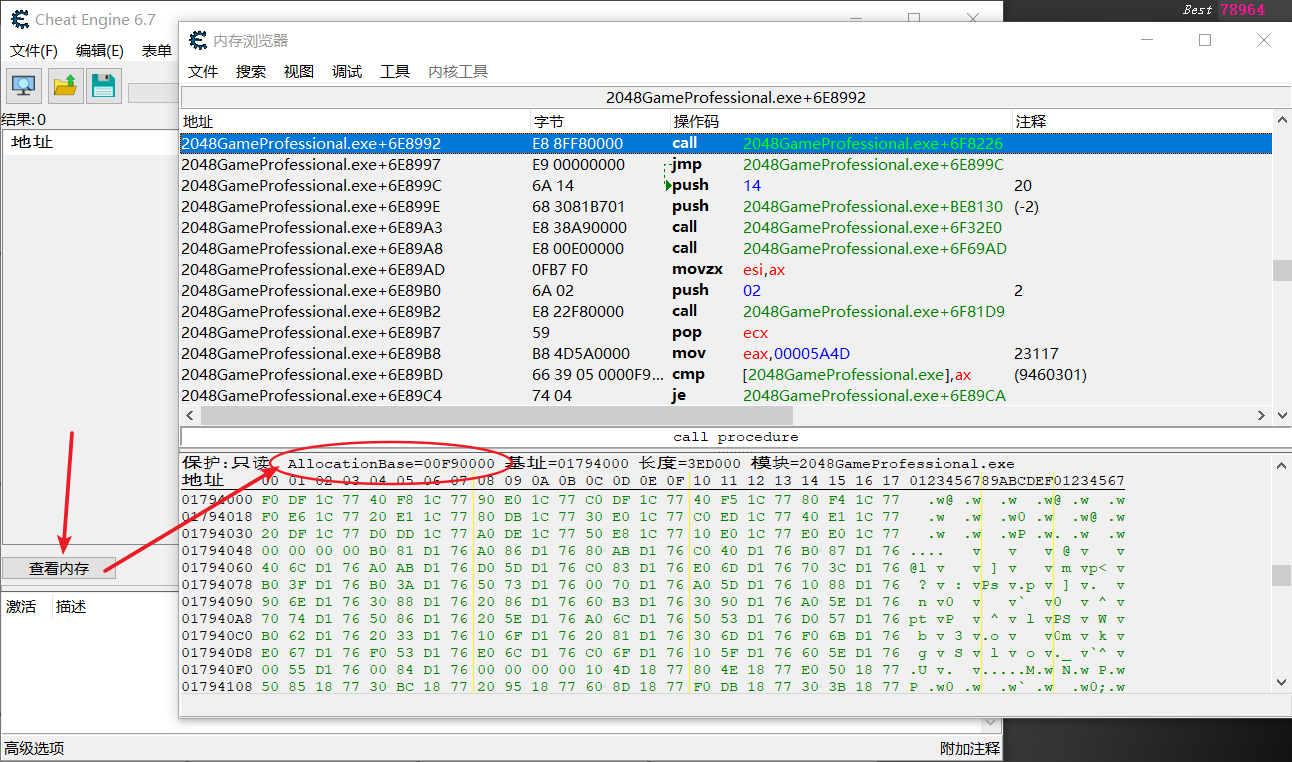 Best 78964
Cheat Engine 6.7
文件(F) 编辑(E) 表单
结果:0
地址
查看内存
激活 描述
高级选项 附加注释
内存浏览器
文件 搜索 视图 调试 工具 内核工具
2048GameProfessional.exe+6E8992
地址 字节 操作码 注释
2048GameProfessional.exe+6E8992 E8 8FF80000 call 2048GameProfessional.exe+6F8226
2048GameProfessional.exe+6E8997 E9 00000000 jmp 2048GameProfessional.exe+6E899C
2048GameProfessional.exe+6E899C 6A 14 push 14 20
2048GameProfessional.exe+6E899E 68 3081B701 push 2048GameProfessional.exe+BE8130 (-2)
2048GameProfessional.exe+6E89A3 E8 38A90000 call 2048GameProfessional.exe+6F32E0
2048GameProfessional.exe+6E89A8 E8 00E00000 call 2048GameProfessional.exe+6F69AD
2048GameProfessional.exe+6E89AD 0FB7 F0 movzx esi,ax
2048GameProfessional.exe+6E89B0 6A 02 push 02 2
2048GameProfessional.exe+6E89B2 E8 22F80000 call 2048GameProfessional.exe+6F81D9
2048GameProfessional.exe+6E89B7 59 pop ecx
2048GameProfessional.exe+6E89B8 B8 4D5A0000 mov eax,00005A4D 23117
2048GameProfessional.exe+6E89BD 66 39 05 0000F9... cmp [2048GameProfessional.exe],ax (9460301)
2048GameProfessional.exe+6E89C4 74 04 je 2048GameProfessional.exe+6E89CA
call procedure
保护:只读 AllocationBase=00F90000 基址=01794000 长度=3ED000 模块=2048GameProfessional.exe
地址 00 01 02 03 04 05 06 07 08 09 0A 0B 0C 0D 0E 0F 10 11 12 13 14 15 16 17 0123456789ABCDEF01234567
01794000 F0 DF 1C 77 40 F8 1C 77 90 E0 1C 77 C0 DF 1C 77 40 F5 1C 77 80 F4 1C 77 .w@ .w .w .w@ .w .w
01794018 F0 E6 1C 77 20 E1 1C 77 80 DB 1C 77 30 E0 1C 77 C0 ED 1C 77 40 E1 1C 77 .w .w .w0 .w .w@ .w
01794030 20 DF 1C 77 D0 DD 1C 77 A0 DE 1C 77 50 E8 1C 77 10 E0 1C 77 E0 E0 1C 77 .w .w .wP .w. .w .w
01794048 00 00 00 00 B0 81 D1 76 A0 86 D1 76 80 AB D1 76 C0 40 D1 76 B0 87 D1 76 .... v v v @ v v
01794060 40 6C D1 76 A0 AB D1 76 D0 5D D1 76 C0 83 D1 76 E0 6D D1 76 70 3C D1 76 @l v v ] v v m vp< v
01794078 B0 3F D1 76 B0 3A D1 76 50 73 D1 76 00 70 D1 76 A0 5D D1 76 10 88 D1 76 ? v : vPs v.p v ] v. v
01794090 90 6E D1 76 30 88 D1 76 20 86 D1 76 60 B3 D1 76 30 90 D1 76 A0 5E D1 76 n v0 v v` v0 v ^ v
017940A8 70 74 D1 76 50 86 D1 76 20 5E D1 76 A0 6C D1 76 50 53 D1 76 D0 57 D1 76 pt vP v ^ v l vPS v W v
017940C0 B0 62 D1 76 20 33 D1 76 10 6F D1 76 20 81 D1 76 30 6D D1 76 F0 6B D1 76 b v 3 v.o v v0m v k v
017940D8 E0 67 D1 76 F0 53 D1 76 E0 6C D1 76 C0 6F D1 76 10 5F D1 76 60 5E D1 76 g v S v l v o v._ v`^ v
017940F0 00 55 D1 76 00 84 D1 76 00 00 00 00 10 4D 18 77 80 4E 18 77 E0 50 18 77 .U v. v.....M.w N.w P.w
01794108 50 85 18 77 30 BC 18 77 20 95 18 77 60 8D 18 77 F0 DB 18 77 30 3B 18 77 P .w0 .w .w` .w .w0;.w